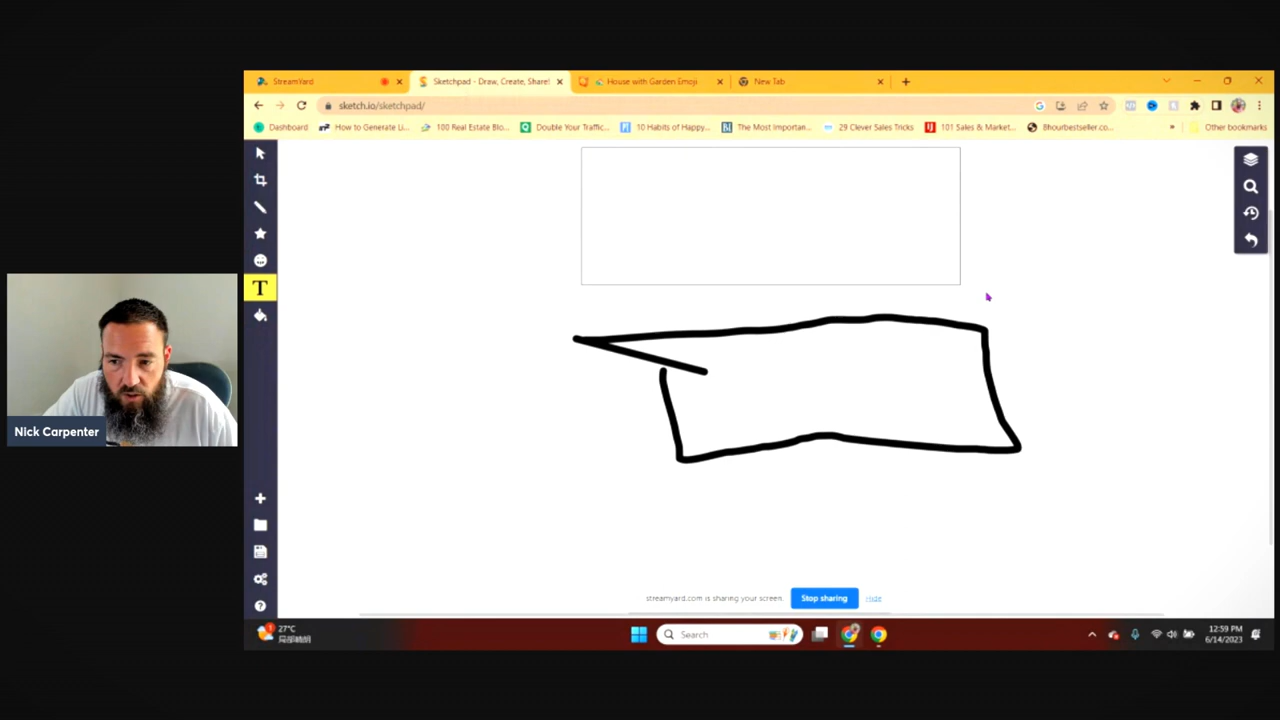 StreamYard
Sketchpad - Draw, Create, Share!
House with Garden Emoji
New Tab
sketch.io/sketchpad/
Dashboard
How to Generate Li...
100 Real Estate Blo...
Double Your Traffic...
10 Habits of Happy...
The Most Importan...
29 Clever Sales Tricks
101 Sales & Market...
8hourbestseller.co...
»
Other bookmarks
T
Nick Carpenter
streamyard.com is sharing your screen.
Stop sharing
Hide
27°C
Search
12:59 PM
6/14/2023